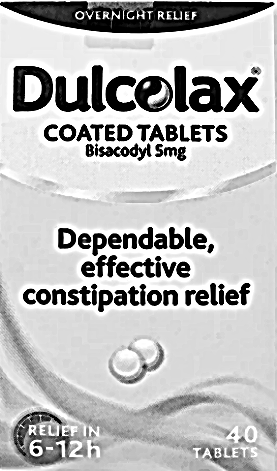 OVERNIGHT RELIEF
Dulcolax®
COATED TABLETS
Bisacodyl 5mg
Dependable,
effective
constipation relief
RELIEF IN
6-12h
40
TABLETS